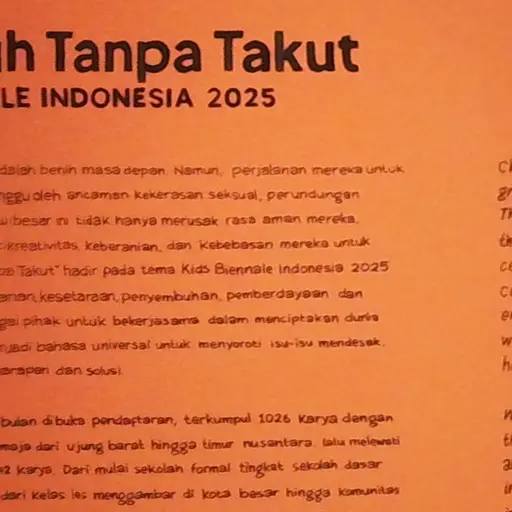 h Tanpa Takut
LE INDONESIA 2025
dalah benih masa depan. Namun, perjalanan mereka untuk
nggu oleh ancaman kekerasan seksual, perundungan
besar ini tidak hanya merusak rasa aman mereka,
kreativitas, keberanian, dan kebebasan mereka untuk
Takut" hadir pada tema Kids Biennale Indonesia 2025
kesetaraan, penyembuhan, pemberdayaan dan
gai pihak untuk bekerjasama dalam menciptakan dunia
njadi bahasa universal untuk menyoroti isu-isu mendesak,
arapan dan solusi.
bulan dibuka pendaftaran, terkumpul 1026 karya dengan
maja dari ujung barat hingga timur nusantara, lalu melewati
42 karya. Dari mulai sekolah formal tingkat sekolah dasar
dari kelas les menggambar di kota besar hingga komunitas